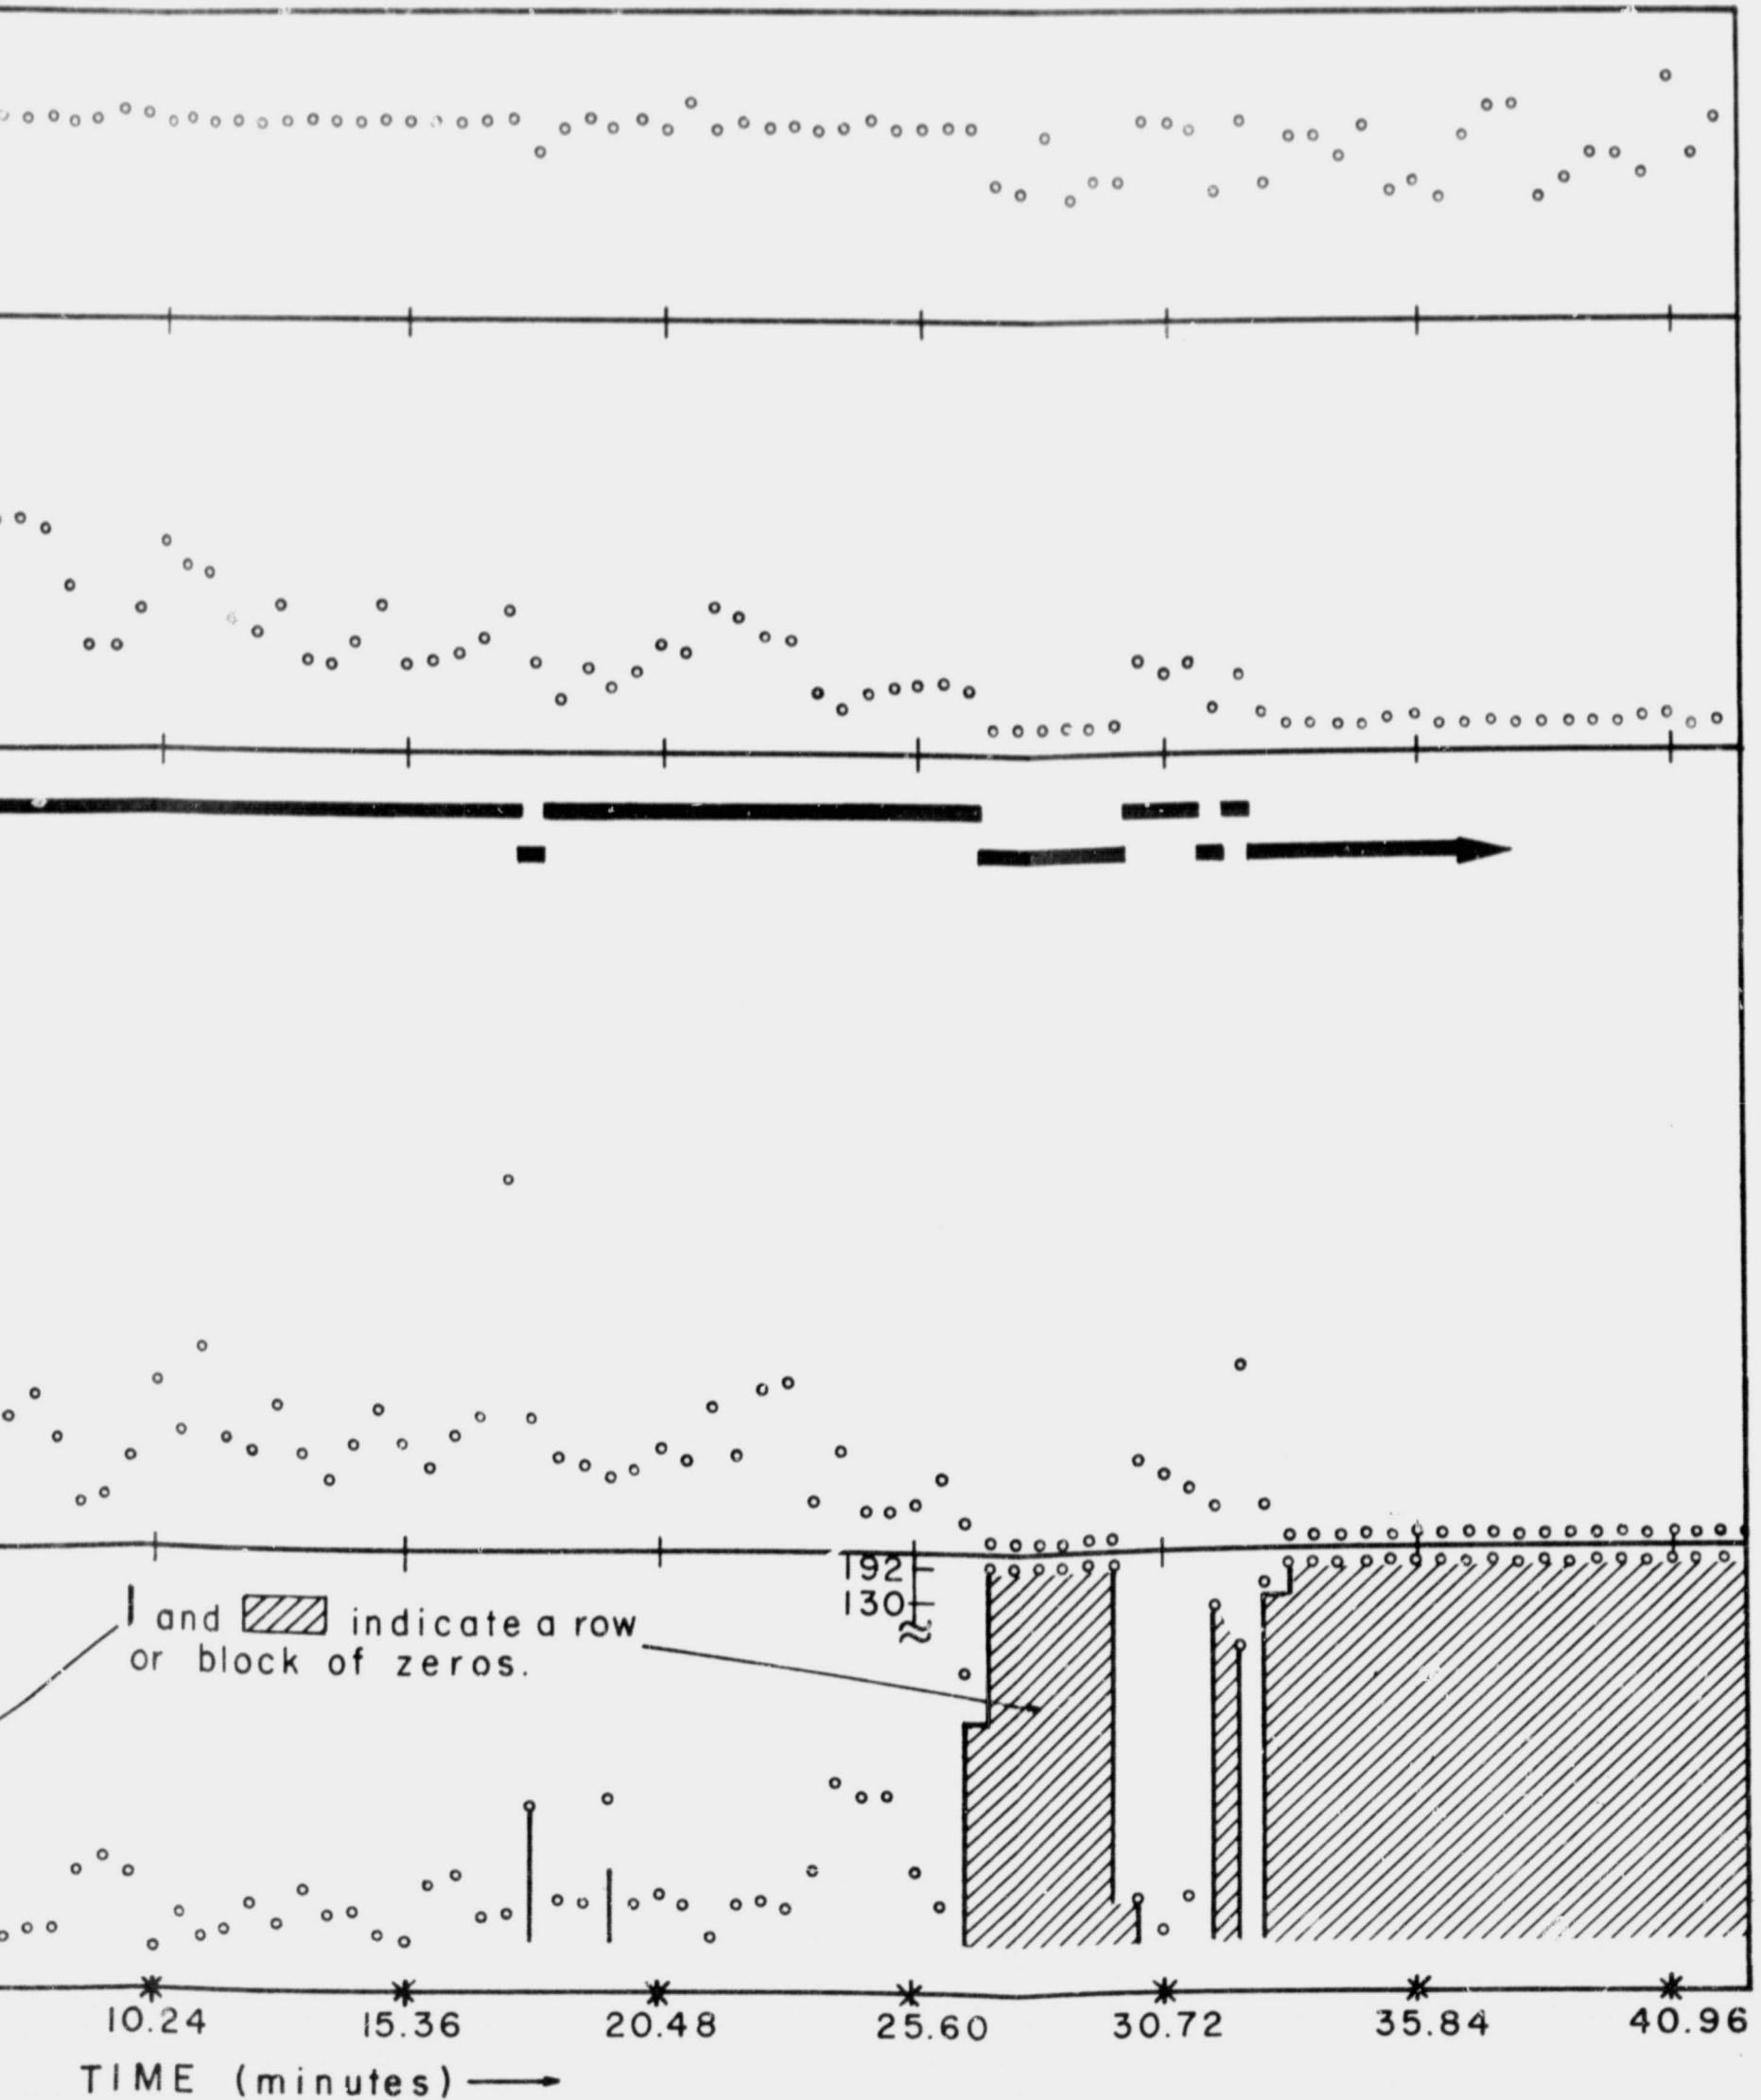 192
130
| and indicate a row
or block of zeros.
10.24 15.36 20.48 25.60 30.72 35.84 40.96
TIME (minutes) →